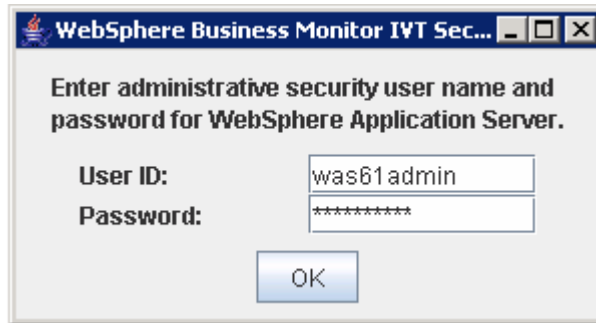 WebSphere Business Monitor IVT Sec...
Enter administrative security user name and
password for WebSphere Application Server.
User ID: was61admin
Password: **********
OK